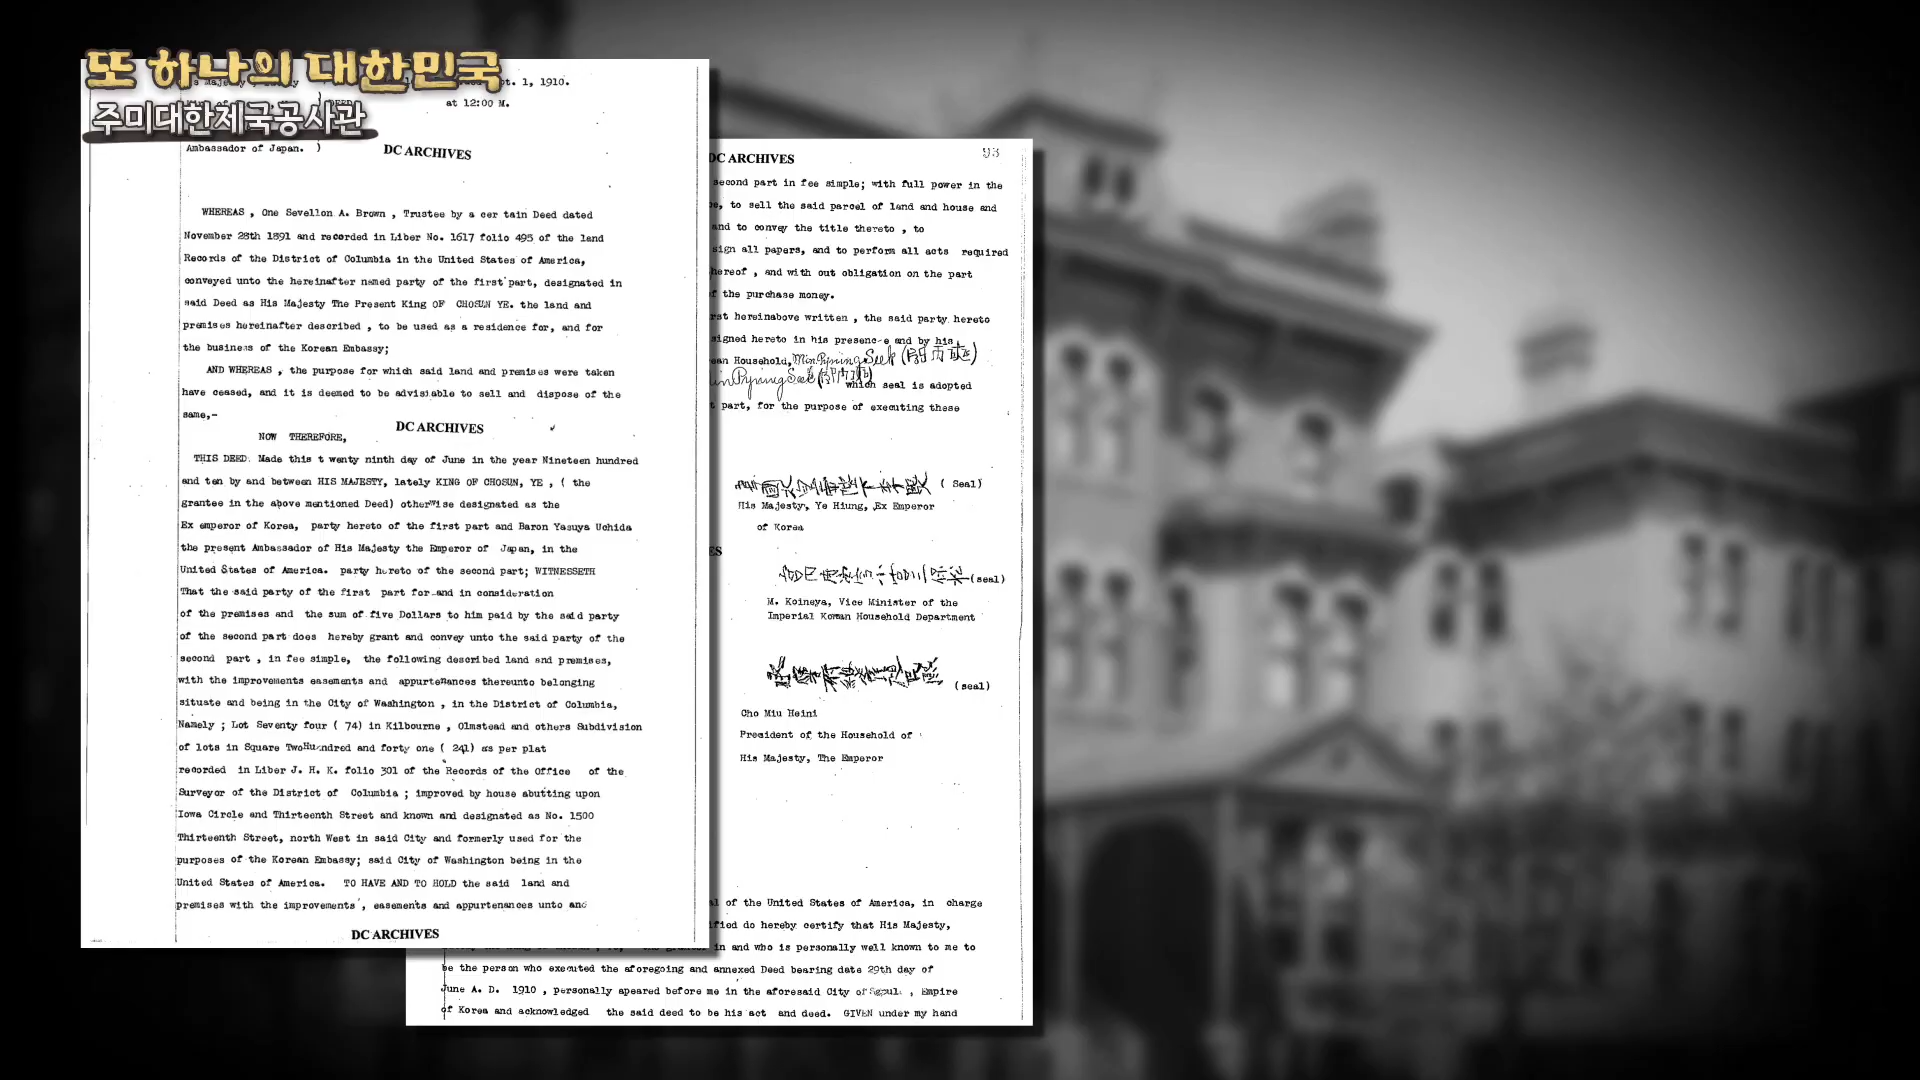 또 하나의 대한민국
주미대한제국공사관
t. 1, 1910.
at 12:00 M.
Ambassador of Japan. )
DC ARCHIVES
WHEREAS , One Sevellon A. Brown , Trustee by a cer tain Deed dated
November 28th 1891 and recorded in Liber No. 1617 folio 495 of the land
Records of the District of Columbia in the United States of America,
conveyed unto the hereinafter named party of the first part, designated in
said Deed as His Majesty The Present King OF CHOSUN YE. the land and
premises hereinafter described , to be used as a residence for, and for
the business of the Korean Embassy;
AND WHEREAS , the purpose for which said land and premises were taken
have ceased, and it is deemed to be advisable to sell and dispose of the
same,-
DC ARCHIVES
NOW THEREFORE,
THIS DEED. Made this t wenty ninth day of June in the year Nineteen hundred
and ten by and between HIS MAJESTY, lately KING OF CHOSUN, YE , ( the
grantee in the above mentioned Deed) otherwise designated as the
Ex emperor of Korea, party hereto of the first part and Baron Yasuya Uchida
the present Ambassador of His Majesty the Emperor of Japan, in the
United States of America. party hereto of the second part; WITNESSETH
That the said party of the first part for and in consideration
of the premises and the sum of five Dollars to him paid by the said party
of the second part does hereby grant and convey unto the said party of the
second part , in fee simple, the following described land and premises,
with the improvements easements and appurtenances thereunto belonging
situate and being in the City of Washington , in the District of Columbia,
Namely ; Lot Seventy four ( 74) in Kilbourne , Olmstead and others Subdivision
of lots in Square Two Hundred and forty one ( 241) as per plat
recorded in Liber J. H. K. folio 301 of the Records of the Office of the
Surveyor of the District of Columbia ; improved by house abutting upon
Iowa Circle and Thirteenth Street and known and designated as No. 1500
Thirteenth Street, north West in said City and formerly used for the
purposes of the Korean Embassy; said City of Washington being in the
United States of America. TO HAVE AND TO HOLD the said land and
premises with the improvements, easements and appurtenances unto and
DC ARCHIVES
DC ARCHIVES
93
second part in fee simple; with full power in the
, to sell the said parcel of land and house and
and to convey the title thereto , to
sign all papers, and to perform all acts required
hereof , and with out obligation on the part
f the purchase money.
rst hereinabove written , the said party hereto
signed hereto in his presence and by his
ean Household, Min Pyung Seek
in Pyung Seek which seal is adopted
t part, for the purpose of executing these
( Seal)
His Majesty, Ye Hiung, Ex Emperor
of Korea
ES
(seal)
M. Koineya, Vice Minister of the
Imperial Korean Household Department
(seal)
Cho Miu Heini
President of the Household of
His Majesty, The Emperor
l of the United States of America, in charge
ified do hereby certify that His Majesty,
in and who is personally well known to me to
be the person who executed the aforegoing and annexed Deed bearing date 29th day of
June A. D. 1910 , personally apeared before me in the aforesaid City of , Empire
of Korea and acknowledged the said deed to be his act and deed. GIVEN under my hand